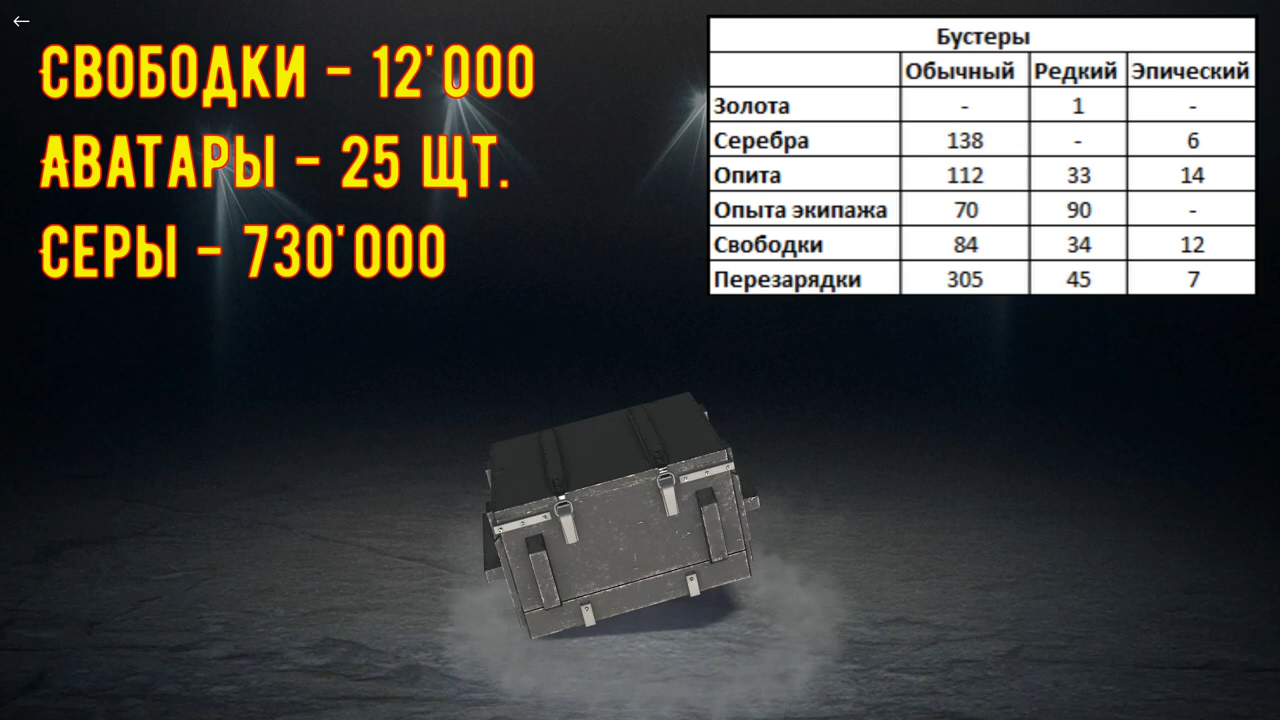 Свободки - 12'000
Аватары - 25 шт.
Серы - 730'000
Бустеры
Обычный Редкий Эпический
Золота - 1 -
Серебра 138 - 6
Опита 112 33 14
Опыта экипажа 70 90 -
Свободки 84 34 12
Перезарядки 305 45 7